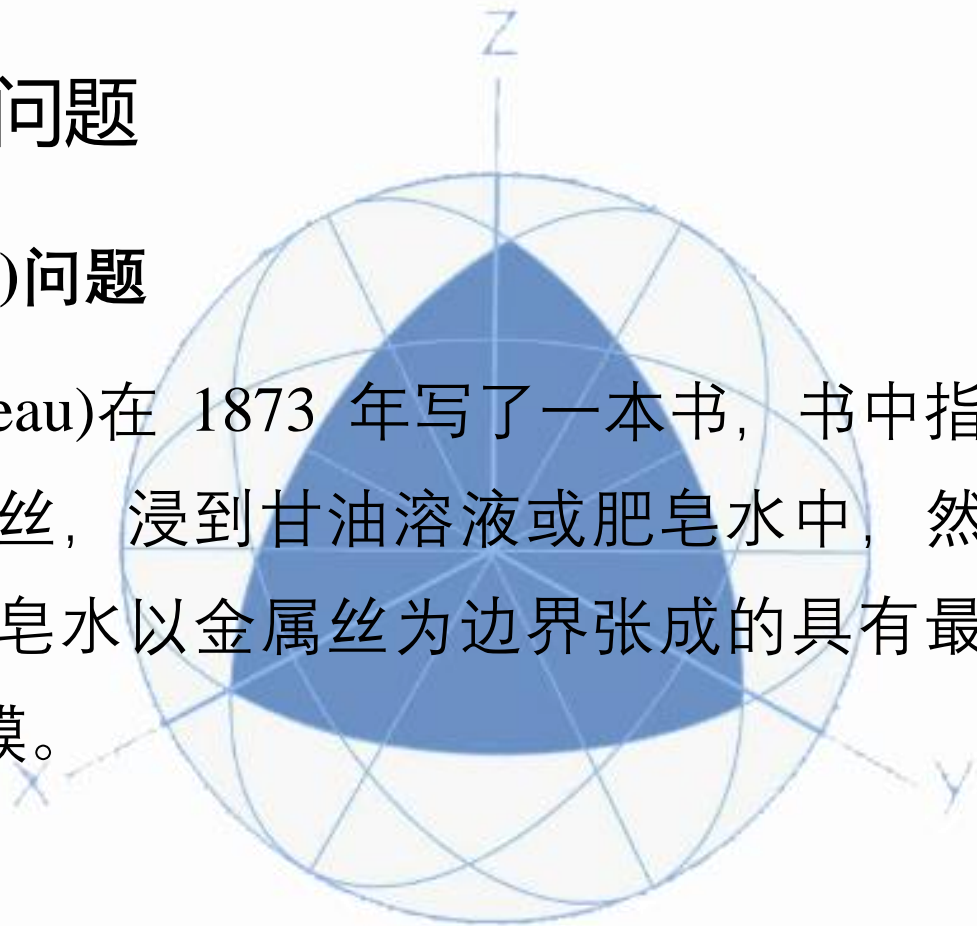 Z
问题
)问题
eau)在 1873 年写了一本书，书中指
丝，浸到甘油溶液或肥皂水中，然
皂水以金属丝为边界张成的具有最
膜。
X
Y